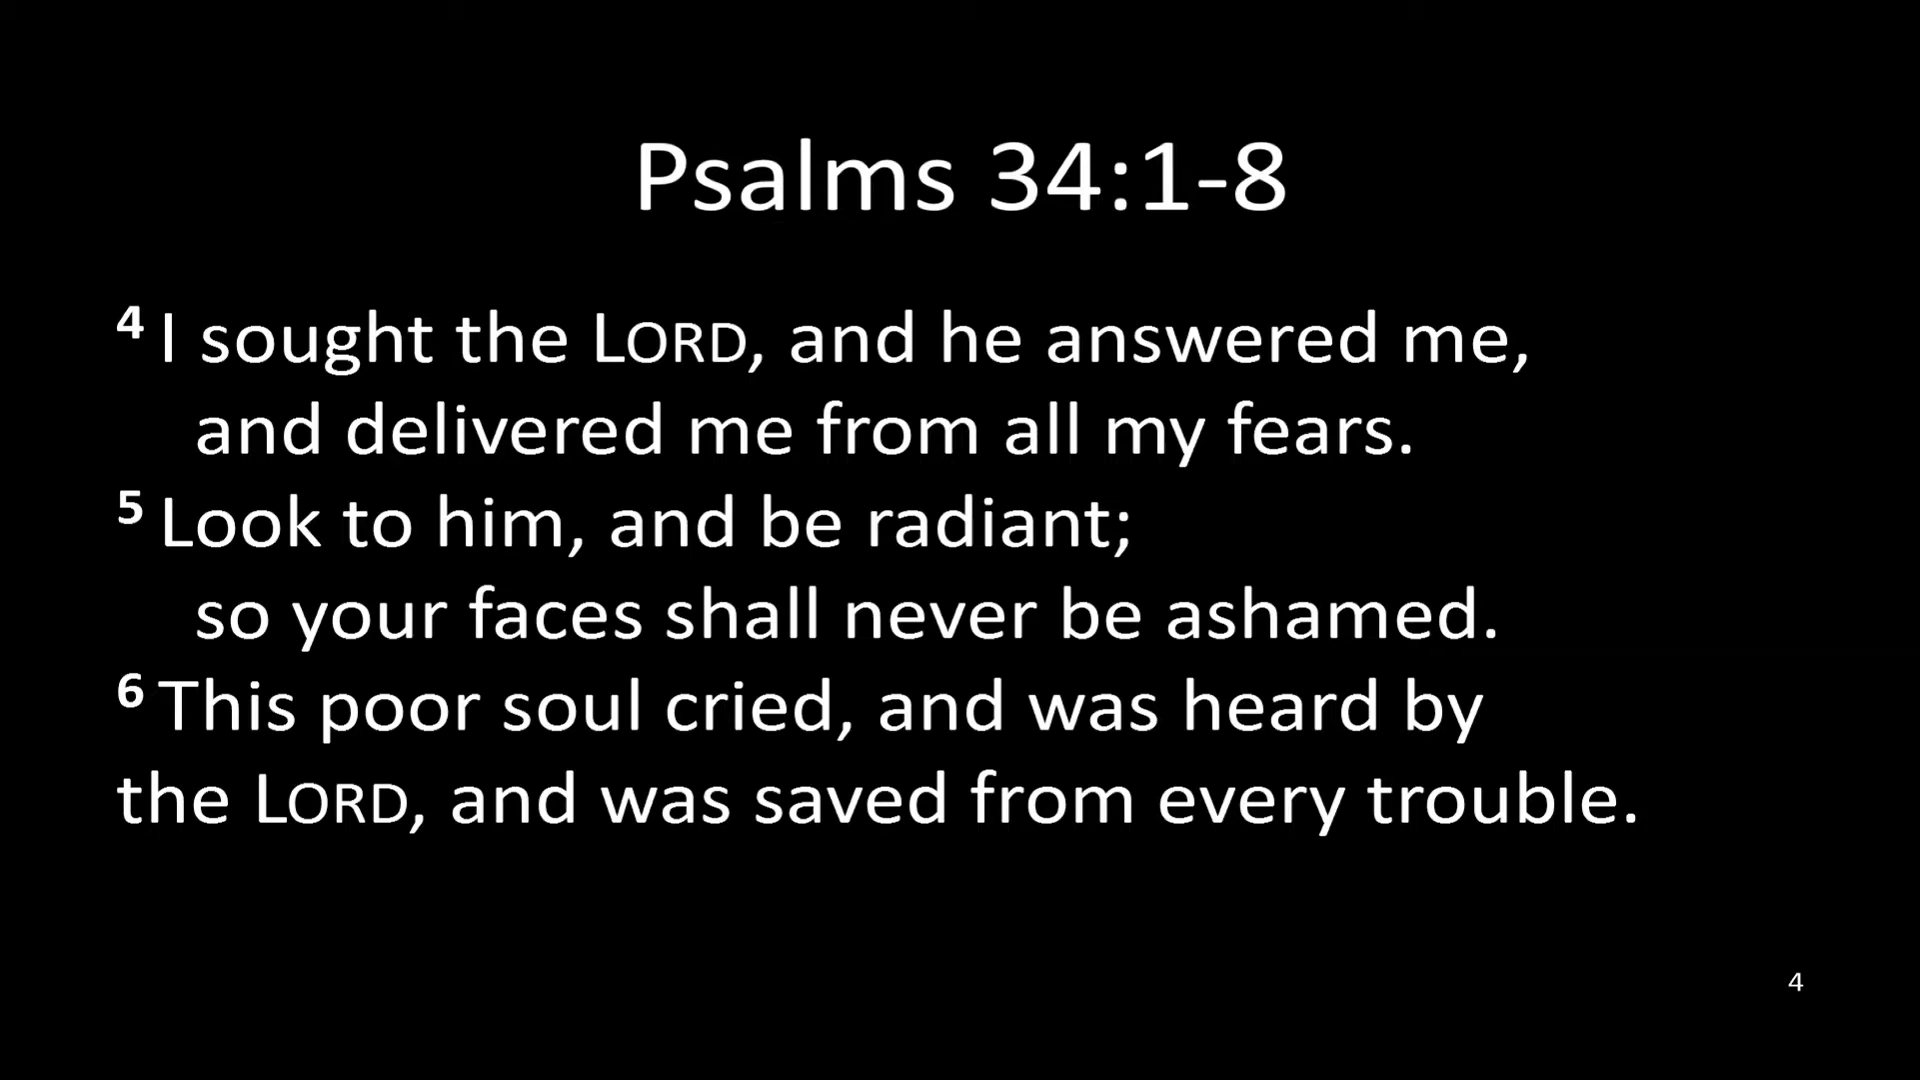 Psalms 34:1-8
4 I sought the LORD, and he answered me,
and delivered me from all my fears.
5 Look to him, and be radiant;
so your faces shall never be ashamed.
6 This poor soul cried, and was heard by
the LORD, and was saved from every trouble.
4